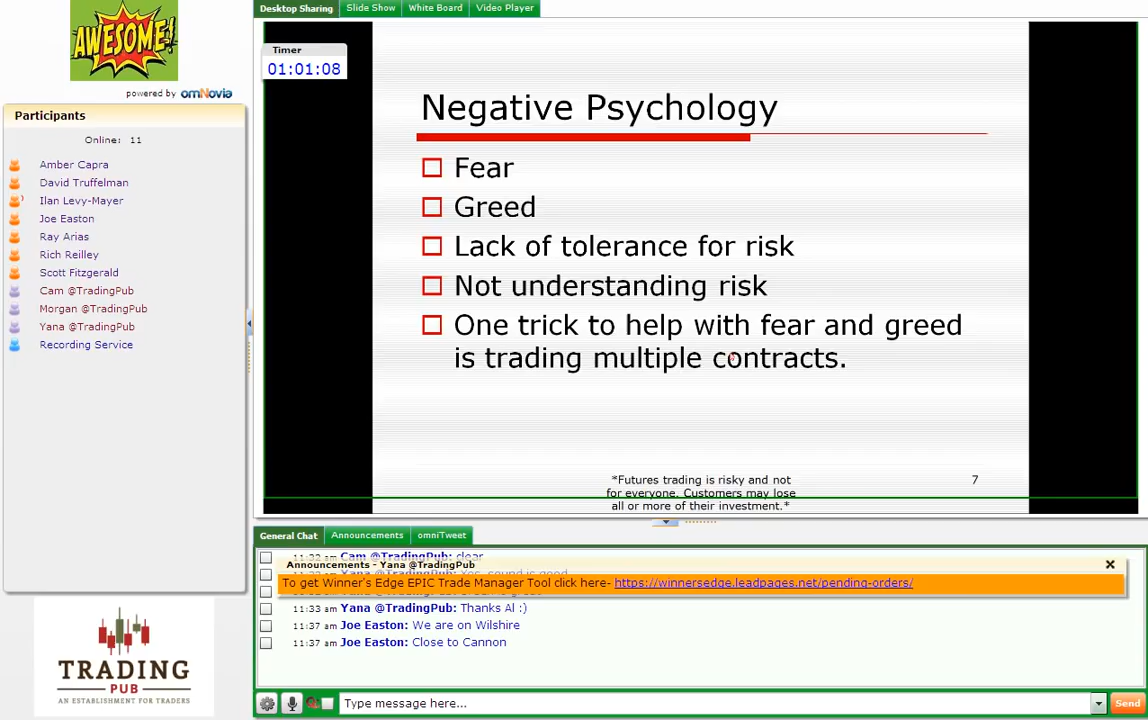 AWESOME!
powered by omNovia
Participants
Online: 11
Amber Capra
David Truffelman
Ilan Levy-Mayer
Joe Easton
Ray Arias
Rich Reilley
Scott Fitzgerald
Cam @TradingPub
Morgan @TradingPub
Yana @TradingPub
Recording Service
TRADING
PUB
AN ESTABLISHMENT FOR TRADERS
Desktop Sharing Slide Show White Board Video Player
Timer
01:01:08
Negative Psychology
Fear
Greed
Lack of tolerance for risk
Not understanding risk
One trick to help with fear and greed
is trading multiple contracts.
*Futures trading is risky and not
for everyone. Customers may lose
all or more of their investment.*
7
General Chat Announcements omniTweet
11:32 am Cam @TradingPub: clear
Announcements - Yana @TradingPub
To get Winner's Edge EPIC Trade Manager Tool click here- https://winnersedge.leadpages.net/pending-orders/
11:33 am Yana @TradingPub: Thanks Al :)
11:37 am Joe Easton: We are on Wilshire
11:37 am Joe Easton: Close to Cannon
Type message here...
Send